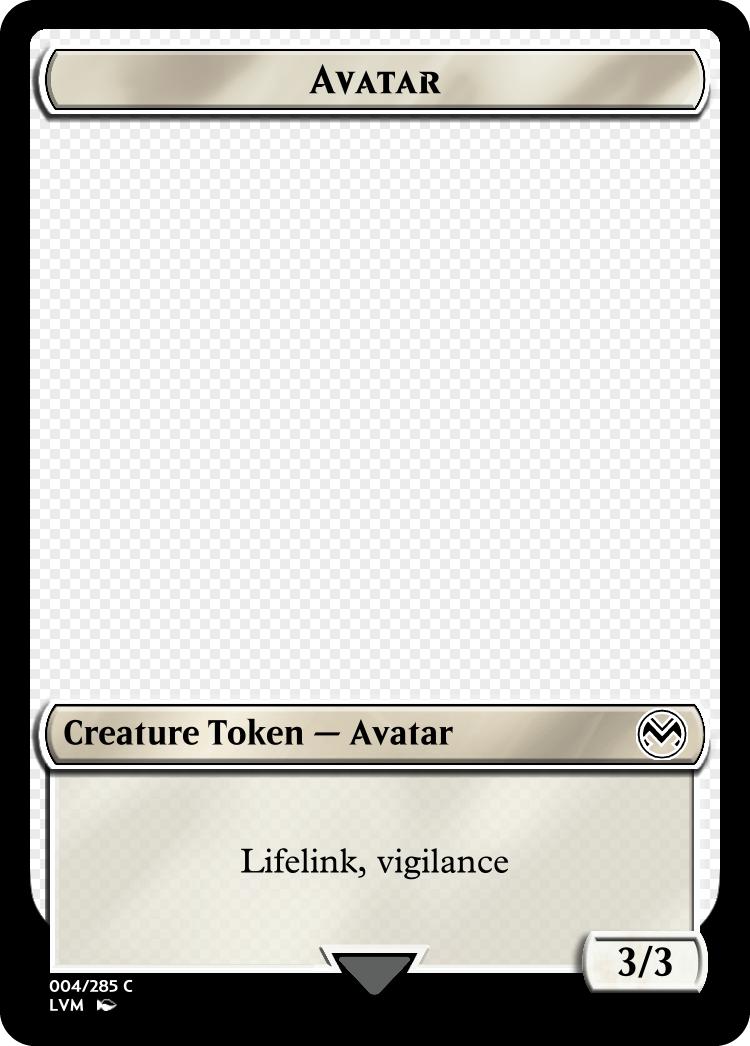 Avatar
Creature Token — Avatar
Lifelink, vigilance
3/3
004/285 C
LVM